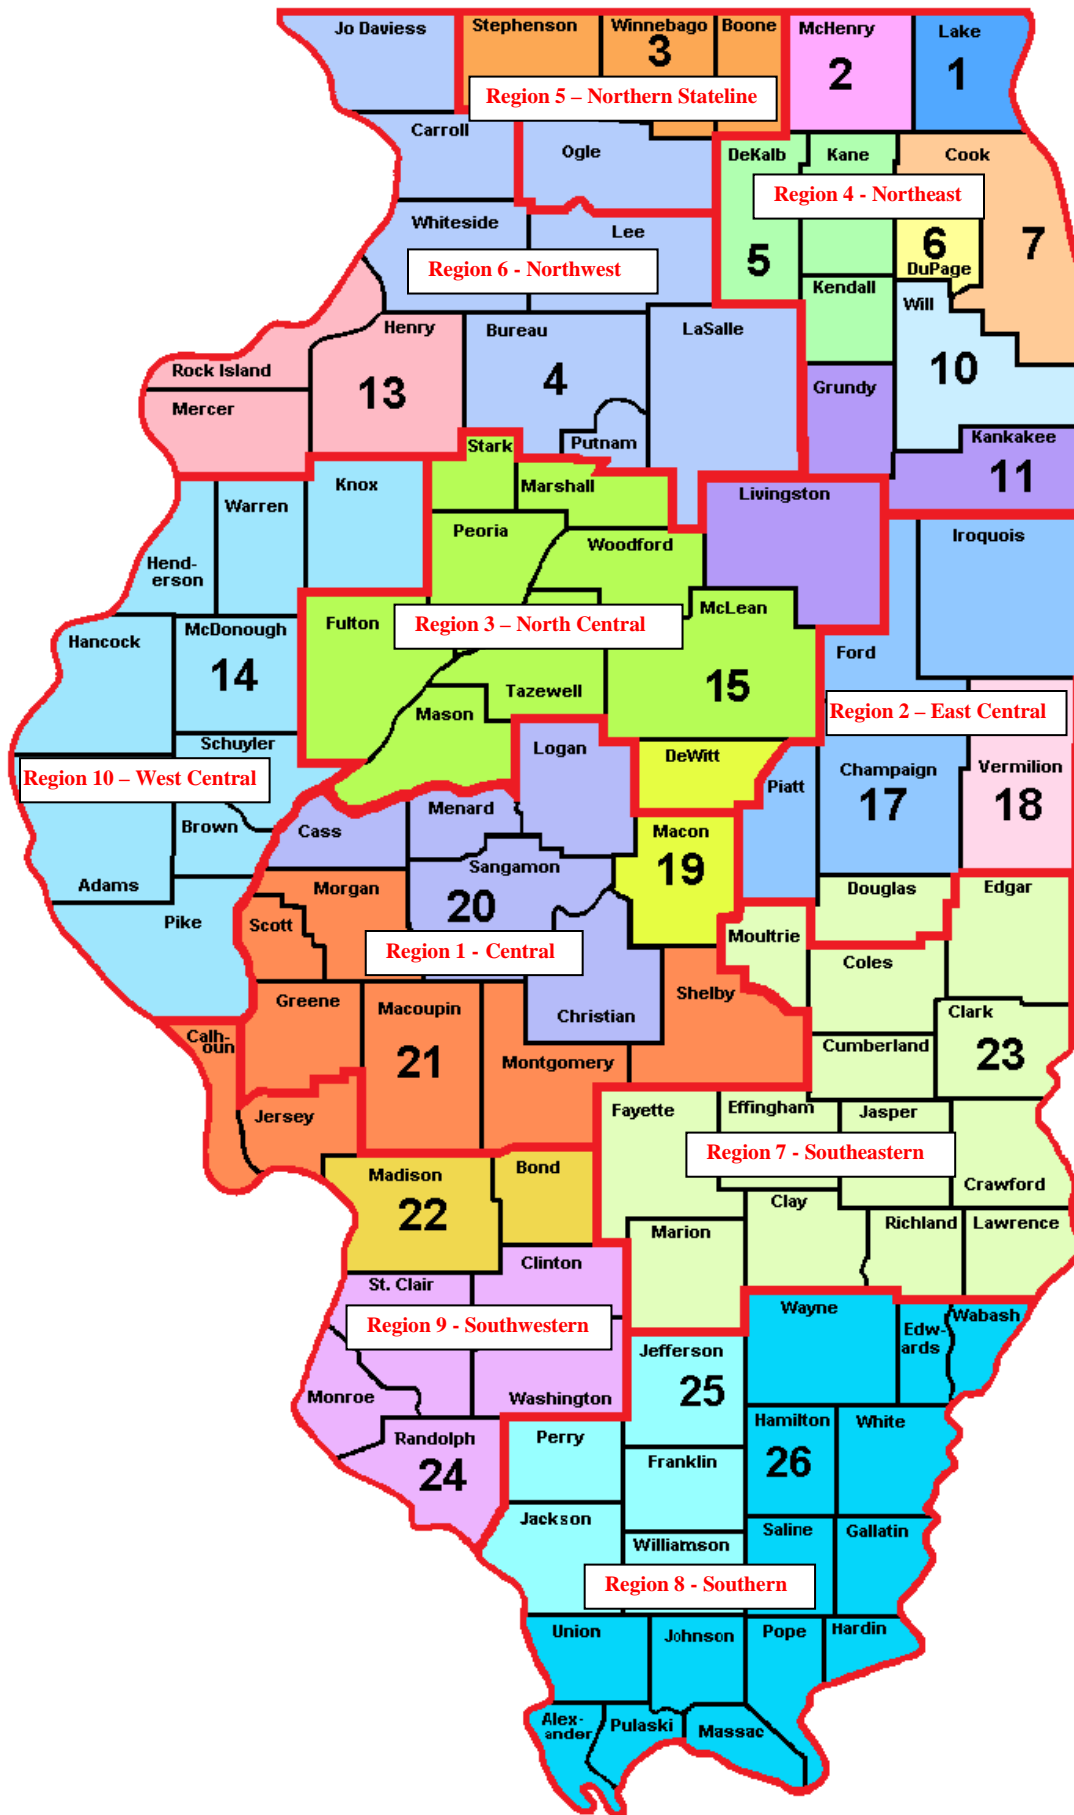 Jo Daviess
Stephenson
Winnebago
Boone
McHenry
Lake
3
2
1
Region 5 – Northern Stateline
Carroll
Ogle
DeKalb
Kane
Cook
Region 4 - Northeast
Whiteside
Lee
5
6
7
DuPage
Region 6 - Northwest
Kendall
Will
Henry
Bureau
LaSalle
Rock Island
13
4
10
Mercer
Grundy
Putnam
Stark
Kankakee
11
Knox
Marshall
Livingston
Warren
Peoria
Woodford
Iroquois
Hend-
erson
McLean
Hancock
McDonough
Fulton
Region 3 – North Central
Ford
14
15
Tazewell
Mason
Region 2 – East Central
Schuyler
Logan
DeWitt
Region 10 – West Central
Piatt
Champaign
Vermilion
17
18
Menard
Brown
Cass
Macon
Sangamon
19
Adams
Morgan
Douglas
Edgar
20
Pike
Scott
Moultrie
Region 1 - Central
Coles
Greene
Macoupin
Shelby
Christian
Clark
Calh-
oun
Cumberland
23
21
Montgomery
Jersey
Fayette
Effingham
Jasper
Region 7 - Southeastern
Madison
Bond
Crawford
22
Clay
Marion
Richland
Lawrence
Clinton
St. Clair
Wayne
Wabash
Region 9 - Southwestern
Edw-
ards
Jefferson
25
Monroe
Washington
Randolph
Perry
Hamilton
White
24
Franklin
26
Jackson
Saline
Gallatin
Williamson
Region 8 - Southern
Union
Johnson
Pope
Hardin
Alex-
ander
Pulaski
Massac